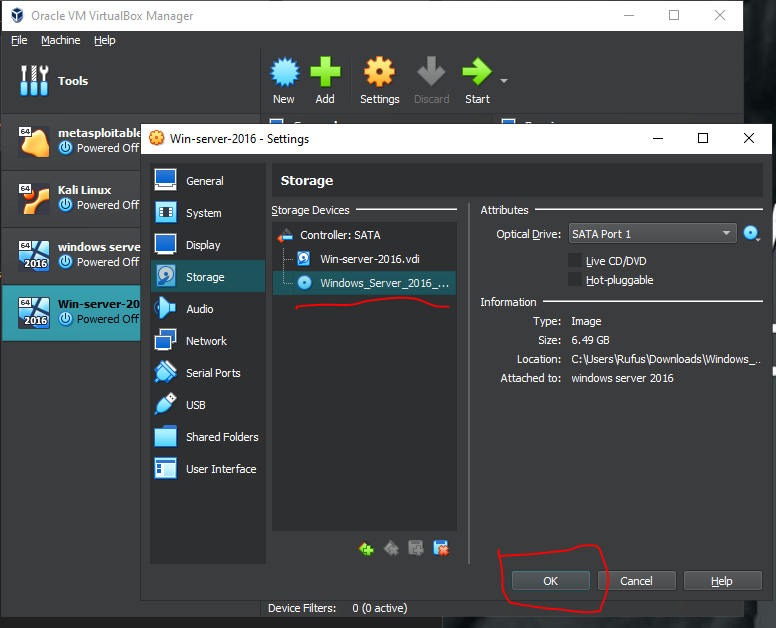 Oracle VM VirtualBox Manager
File Machine Help
Tools
New Add Settings Discard Start
64 metasploitable
Powered Off
64 Kali Linux
Powered Off
64 2016 windows serve
Powered Off
64 2016 Win-server-20
Powered Off
Win-server-2016 - Settings
General
System
Display
Storage
Audio
Network
Serial Ports
USB
Shared Folders
User Interface
Storage
Storage Devices
Controller: SATA
Win-server-2016.vdi
Windows_Server_2016_...
Attributes
Optical Drive: SATA Port 1
Live CD/DVD
Hot-pluggable
Information
Type: Image
Size: 6.49 GB
Location: C:\Users\Rufus\Downloads\Windows_...
Attached to: windows server 2016
OK Cancel Help
Device Filters: 0 (0 active)